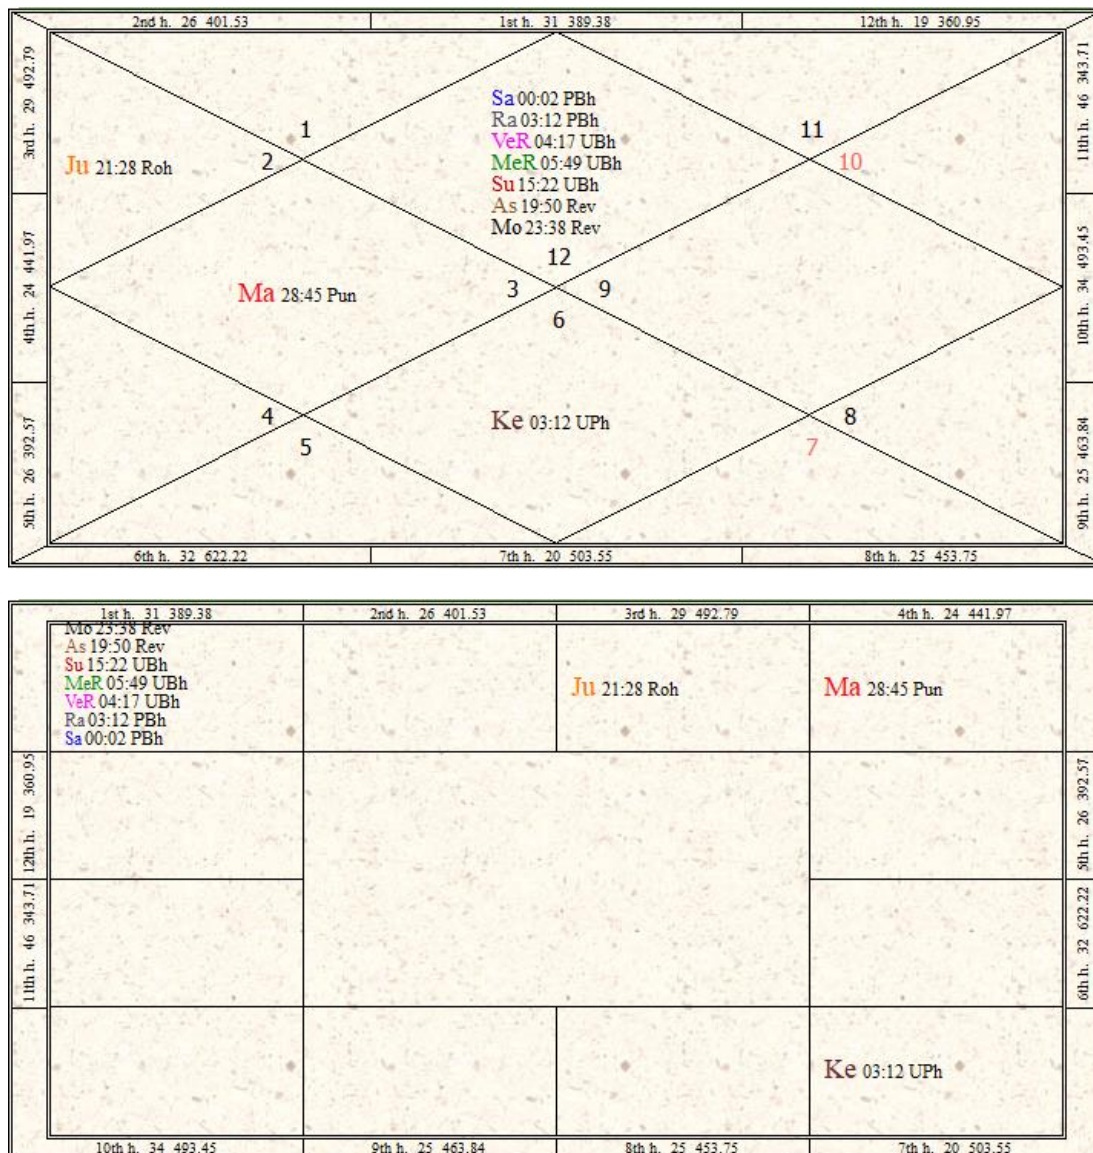 2nd h. 26 401.53
1st h. 31 389.38
12th h. 19 360.95
3rd h. 29 492.79
11th h. 46 343.71
Sa 00:02 PBh
Ra 03:12 PBh
VeR 04:17 UBh
MeR 05:49 UBh
Su 15:22 UBh
As 19:50 Rev
Mo 23:38 Rev
1
11
Ju 21:28 Roh
2
10
12
4th h. 24 441.97
10th h. 34 493.45
Ma 28:45 Pun
3
9
6
4
8
Ke 03:12 UPh
5
7
5th h. 26 392.57
9th h. 25 463.84
6th h. 32 622.22
7th h. 20 503.55
8th h. 25 453.75
1st h. 31 389.38
2nd h. 26 401.53
3rd h. 29 492.79
4th h. 24 441.97
Mo 23:38 Rev
As 19:50 Rev
Su 15:22 UBh
MeR 05:49 UBh
VeR 04:17 UBh
Ra 03:12 PBh
Sa 00:02 PBh
Ju 21:28 Roh
Ma 28:45 Pun
12th h. 19 360.95
5th h. 26 392.57
11th h. 46 343.71
6th h. 32 622.22
Ke 03:12 UPh
10th h. 34 493.45
9th h. 25 463.84
8th h. 25 453.75
7th h. 20 503.55